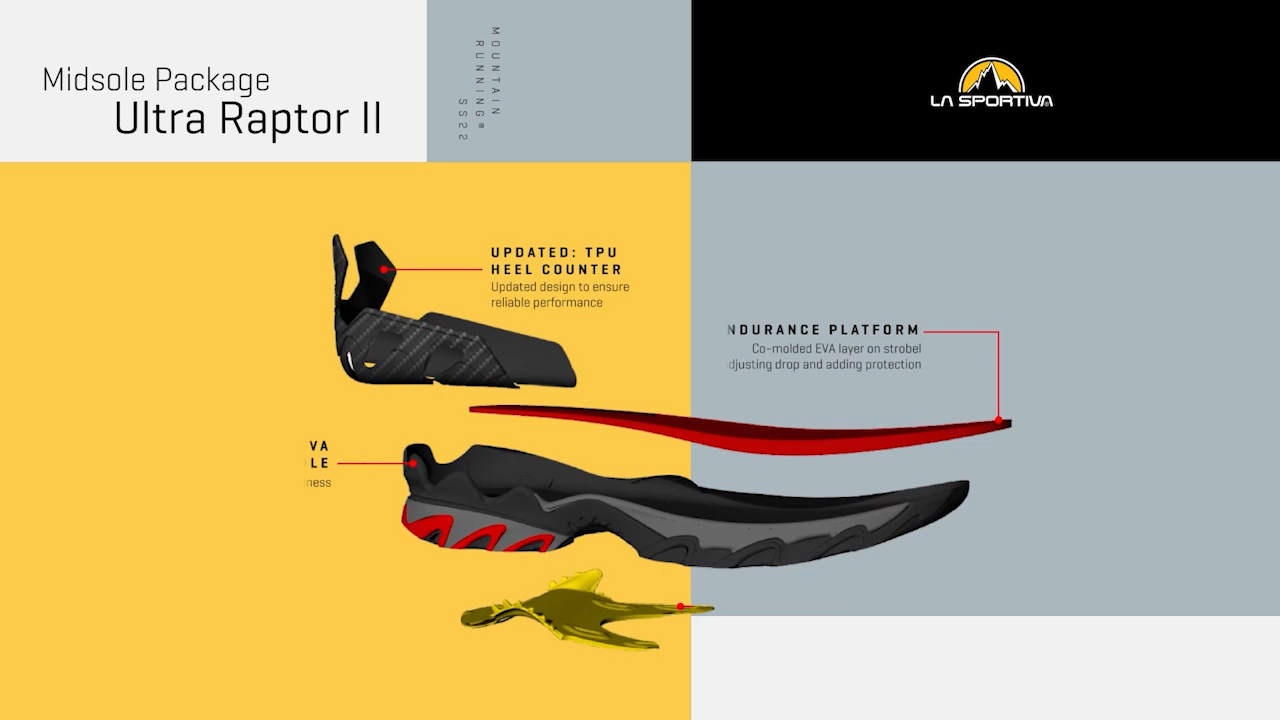 Midsole Package
Ultra Raptor II
MOUNTAIN
RUNNING®
SS22
LA SPORTIVA
UPDATED: TPU
HEEL COUNTER
Updated design to ensure
reliable performance
NDURANCE PLATFORM
Co-molded EVA layer on strobel
djusting drop and adding protection
VA
LE
ness